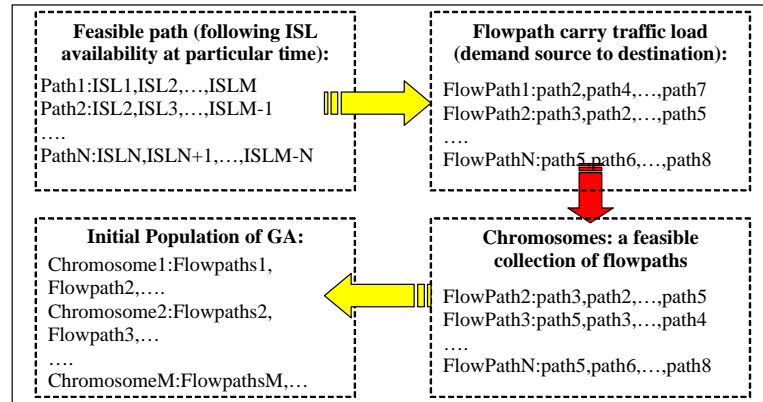 Feasible path (following ISL
availability at particular time):
Path1:ISL1,ISL2,…,ISLM
Path2:ISL2,ISL3,…,ISLM-1
….
PathN:ISLN,ISLN+1,…,ISLM-N
Flowpath carry traffic load
(demand source to destination):
FlowPath1:path2,path4,…,path7
FlowPath2:path3,path2,…,path5
….
FlowPathN:path5,path6,…,path8
Initial Population of GA:
Chromosome1:Flowpaths1,
Flowpath2,….
Chromosome2:Flowpaths2,
Flowpath3,…
….
ChromosomeM:FlowpathsM,…
Chromosomes: a feasible
collection of flowpaths
FlowPath2:path3,path2,…,path5
FlowPath3:path5,path3,…,path4
….
FlowPathN:path5,path6,…,path8